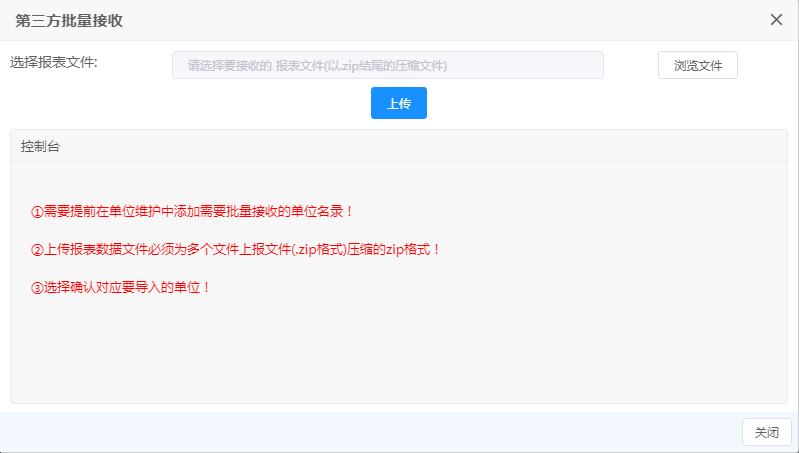 第三方批量接收
选择报表文件:
请选择要接收的 报表文件(以.zip结尾的压缩文件)
浏览文件
上传
控制台
①需要提前在单位维护中添加需要批量接收的单位名录！
②上传报表数据文件必须为多个文件上报文件(.zip格式)压缩的zip格式！
③选择确认对应要导入的单位！
关闭